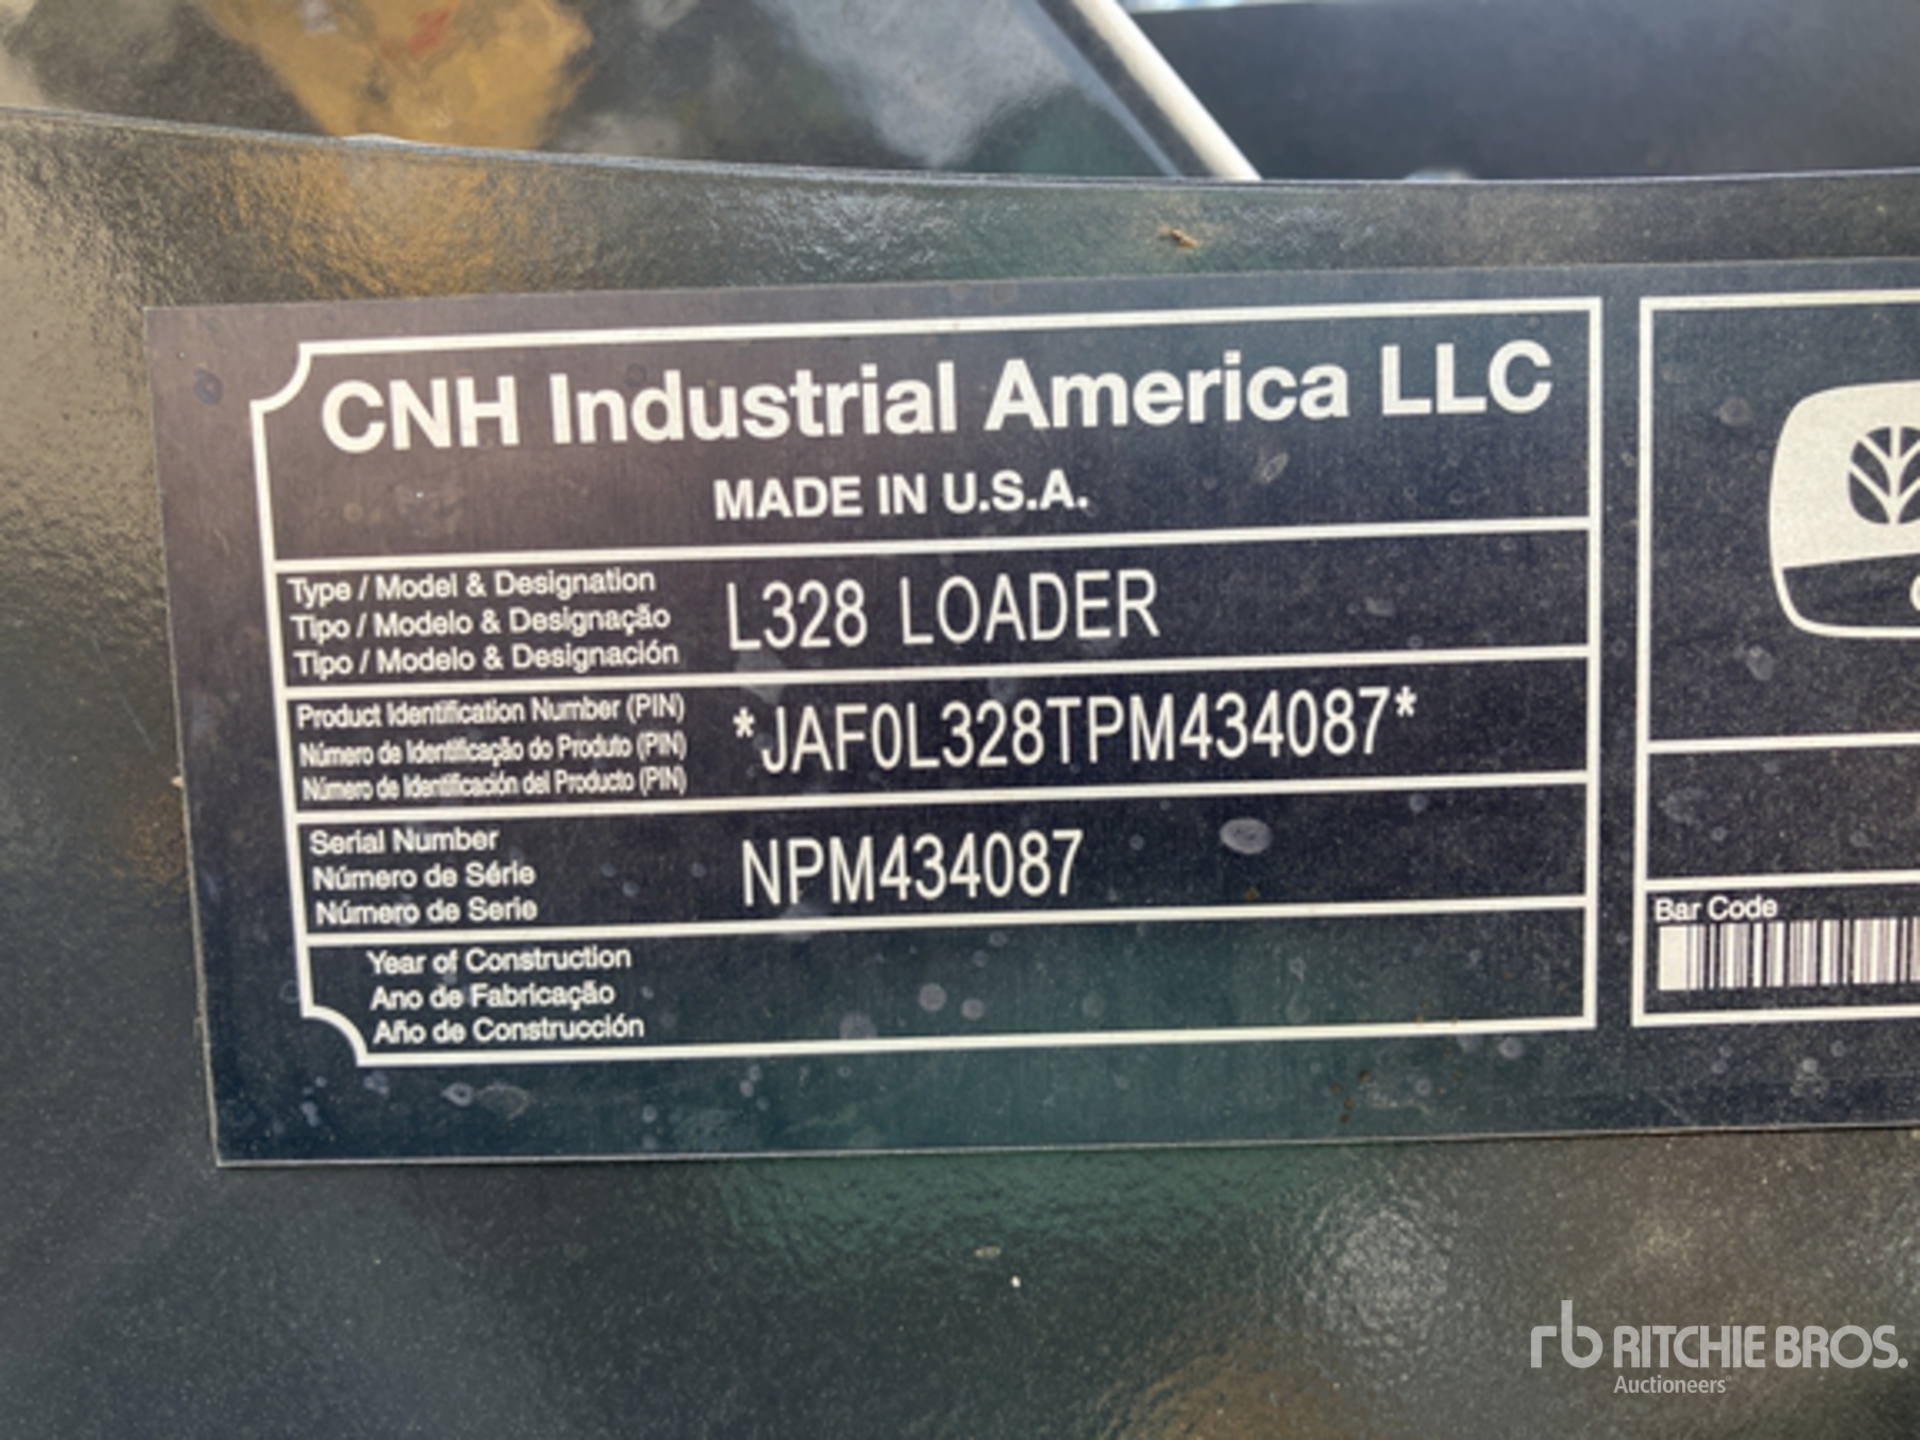 CNH Industrial America LLC
MADE IN U.S.A.
Type / Model & Designation
Tipo / Modelo & Designação
Tipo / Modelo & Designación
L328 LOADER
Product Identification Number (PIN)
Número de Identificação do Produto (PIN)
Número de Identificación del Producto (PIN)
*JAF0L328TPM434087*
Serial Number
Número de Série
Número de Serie
NPM434087
Year of Construction
Ano de Fabricação
Año de Construcción
Bar Code
rb RITCHIE BROS.
Auctioneers